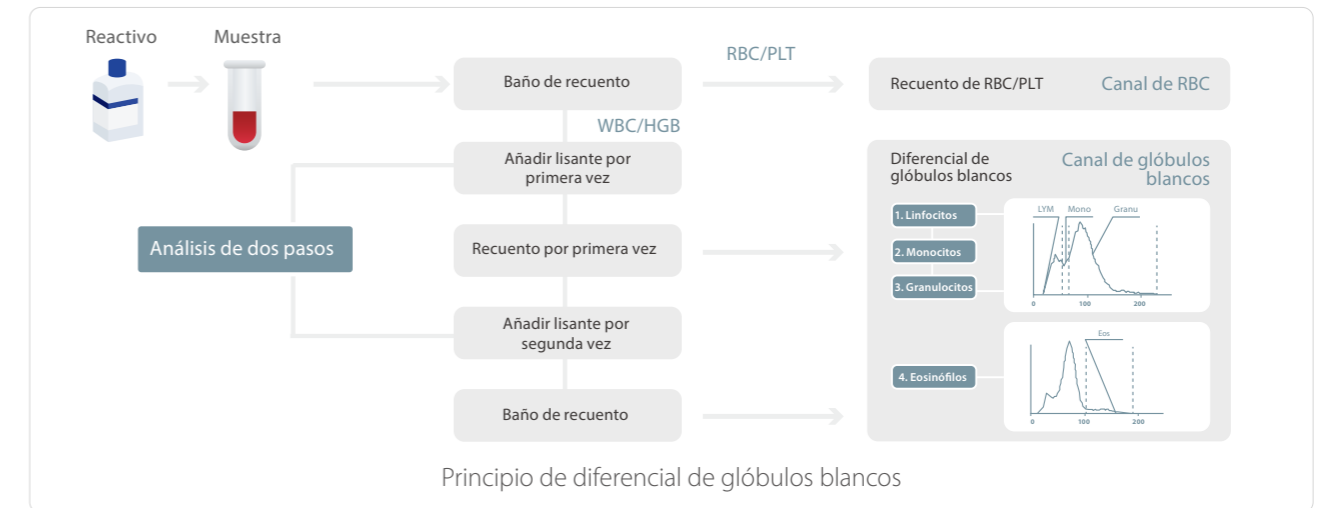 Reactivo
Muestra
Baño de recuento
RBC/PLT
Recuento de RBC/PLT
Canal de RBC
WBC/HGB
Añadir lisante por
primera vez
Análisis de dos pasos
Recuento por primera vez
Añadir lisante por
segunda vez
Baño de recuento
Diferencial de
glóbulos blancos
Canal de glóbulos
blancos
1. Linfocitos
2. Monocitos
3. Granulocitos
LYM
Mono
Granu
0
100
200
4. Eosinófilos
Eos
0
100
200
Principio de diferencial de glóbulos blancos